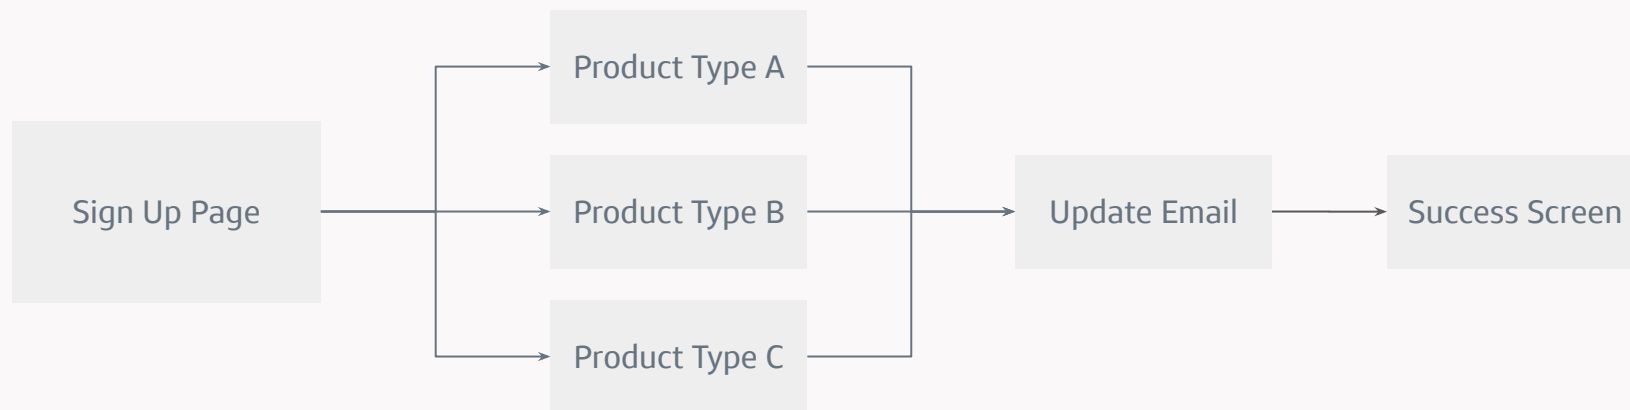 Sign Up Page
Product Type A
Product Type B
Product Type C
Update Email
Success Screen